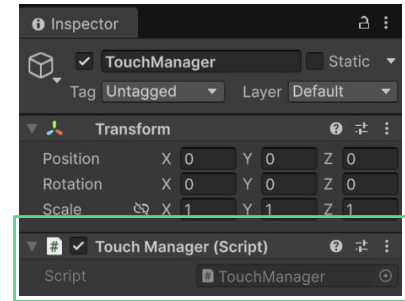 Inspector
TouchManager Static
Tag Untagged Layer Default
Transform
Position X 0 Y 0 Z 0
Rotation X 0 Y 0 Z 0
Scale X 1 Y 1 Z 1
# Touch Manager (Script)
Script # TouchManager